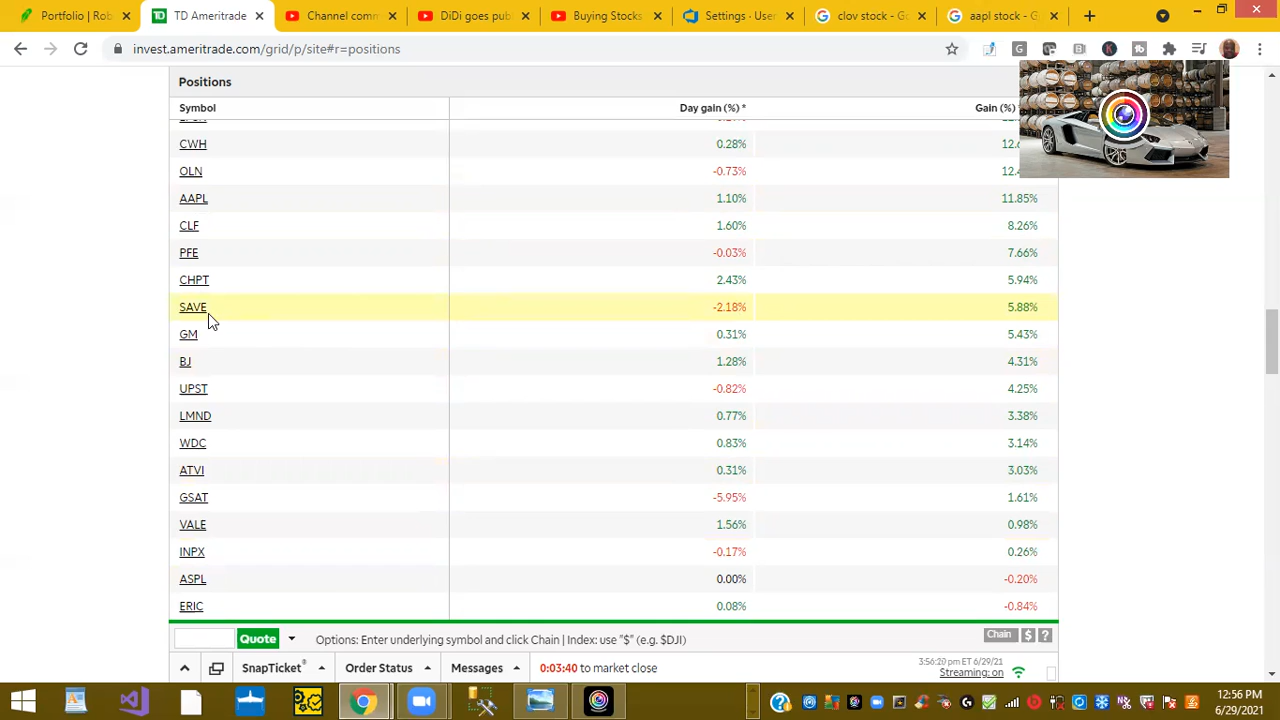 Portfolio | Rob
TD Ameritrade
Channel comm
DiDi goes pub
Buying Stocks
Settings - User
clov stock - Go
aapl stock - G
invest.ameritrade.com/grid/p/site#r=positions
Positions
Symbol Day gain (%) * Gain (%)
CWH 0.28% 12.
OLN -0.73% 12.
AAPL 1.10% 11.85%
CLF 1.60% 8.26%
PFE -0.03% 7.66%
CHPT 2.43% 5.94%
SAVE -2.18% 5.88%
GM 0.31% 5.43%
BJ 1.28% 4.31%
UPST -0.82% 4.25%
LMND 0.77% 3.38%
WDC 0.83% 3.14%
ATVI 0.31% 3.03%
GSAT -5.95% 1.61%
VALE 1.56% 0.98%
INPX -0.17% 0.26%
ASPL 0.00% -0.20%
ERIC 0.08% -0.84%
Quote Options: Enter underlying symbol and click Chain | Index: use "$" (e.g. $DJI) Chain $ ?
SnapTicket® Order Status Messages 0:03:40 to market close
3:56:20 pm ET 6/29/21
Streaming: on
12:56 PM
6/29/2021